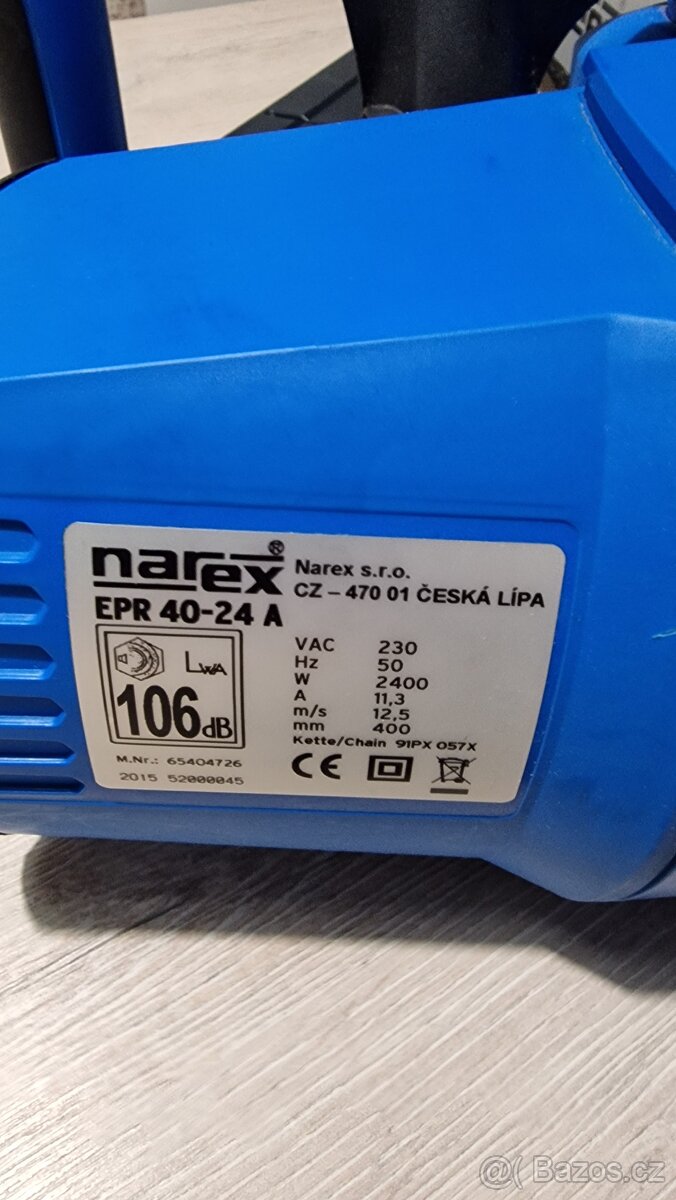 narex®
Narex s.r.o.
CZ – 470 01 ČESKÁ LÍPA
EPR 40-24 A
LWA
106dB
VAC 230
Hz 50
W 2400
A 11,3
m/s 12,5
mm 400
Kette/Chain 91PX 057X
M.Nr.: 65404726
2015 52000045
CE
@ Bazos.cz